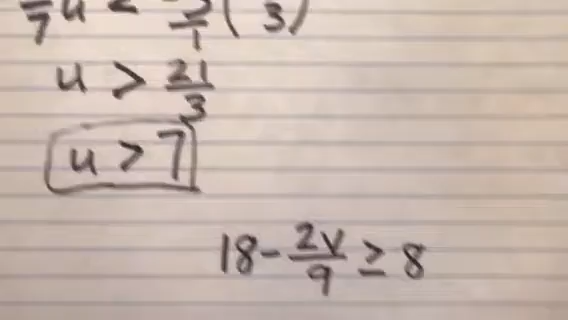 u > 21/3
u > 7
18 - 2v/9 ≥ 8